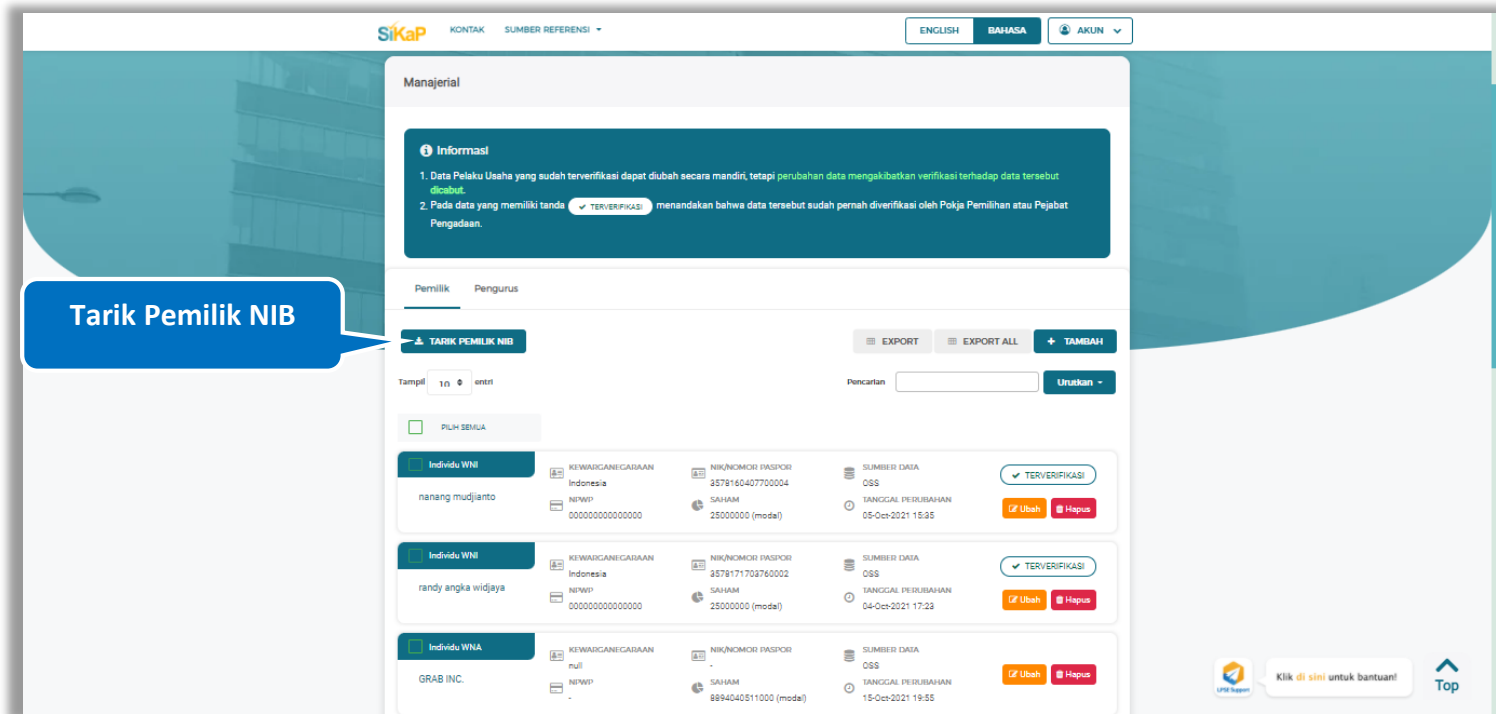 SiKaP KONTAK SUMBER REFERENSI ENGLISH BAHASA AKUN
Manajerial
Informasi
1. Data Pelaku Usaha yang sudah terverifikasi dapat diubah secara mandiri, tetapi perubahan data mengakibatkan verifikasi terhadap data tersebut
dicabut.
2. Pada data yang memiliki tanda TERVERIFIKASI menandakan bahwa data tersebut sudah pernah diverifikasi oleh Pokja Pemilihan atau Pejabat
Pengadaan.
Pemilik Pengurus
Tarik Pemilik NIB
TARIK PEMILIK NIB EXPORT EXPORT ALL + TAMBAH
Tampil 10 entri Pencarian Urutkan
PILIH SEMUA
Individu WNI
nanang mudjianto
KEWARGANEGARAAN
Indonesia
NPWP
000000000000000
NIK/NOMOR PASPOR
3578160407700004
SAHAM
25000000 (modal)
SUMBER DATA
OSS
TANGGAL PERUBAHAN
05-Oct-2021 15:35
TERVERIFIKASI
Ubah Hapus
Individu WNI
randy angka widjaya
KEWARGANEGARAAN
Indonesia
NPWP
000000000000000
NIK/NOMOR PASPOR
3578171703760002
SAHAM
25000000 (modal)
SUMBER DATA
OSS
TANGGAL PERUBAHAN
04-Oct-2021 17:23
TERVERIFIKASI
Ubah Hapus
Individu WNA
GRAB INC.
KEWARGANEGARAAN
null
NPWP
-
NIK/NOMOR PASPOR
-
SAHAM
8894040511000 (modal)
SUMBER DATA
OSS
TANGGAL PERUBAHAN
15-Oct-2021 19:55
Ubah Hapus
LPSE Support
Klik di sini untuk bantuan!
Top